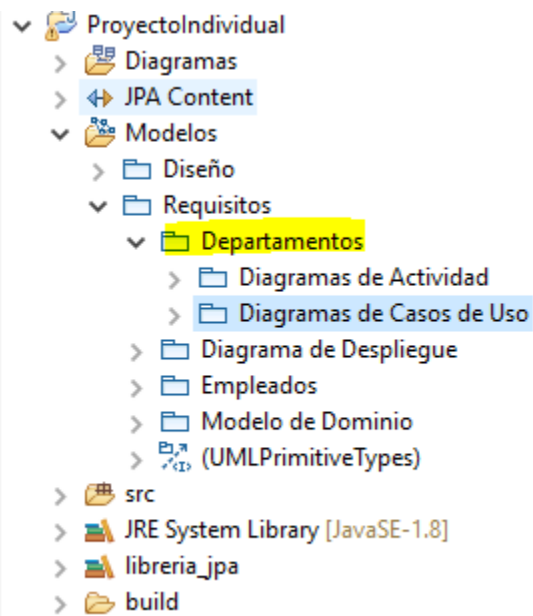 ProyectoIndividual
Diagramas
JPA Content
Modelos
Diseño
Requisitos
Departamentos
Diagramas de Actividad
Diagramas de Casos de Uso
Diagrama de Despliegue
Empleados
Modelo de Dominio
(UMLPrimitiveTypes)
src
JRE System Library [JavaSE-1.8]
libreria_jpa
build